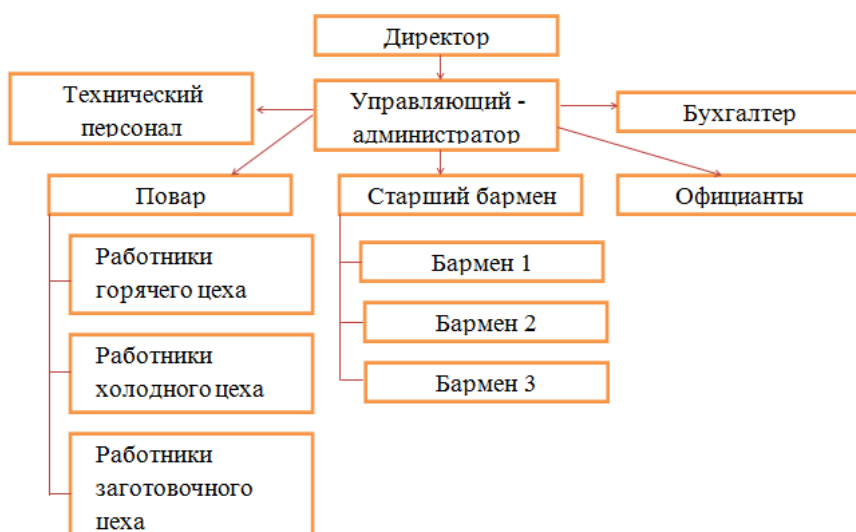 Директор
Технический
персонал
Управляющий -
администратор
Бухгалтер
Повар
Старший бармен
Официанты
Работники
горячего цеха
Бармен 1
Бармен 2
Работники
холодного цеха
Бармен 3
Работники
заготовочного
цеха